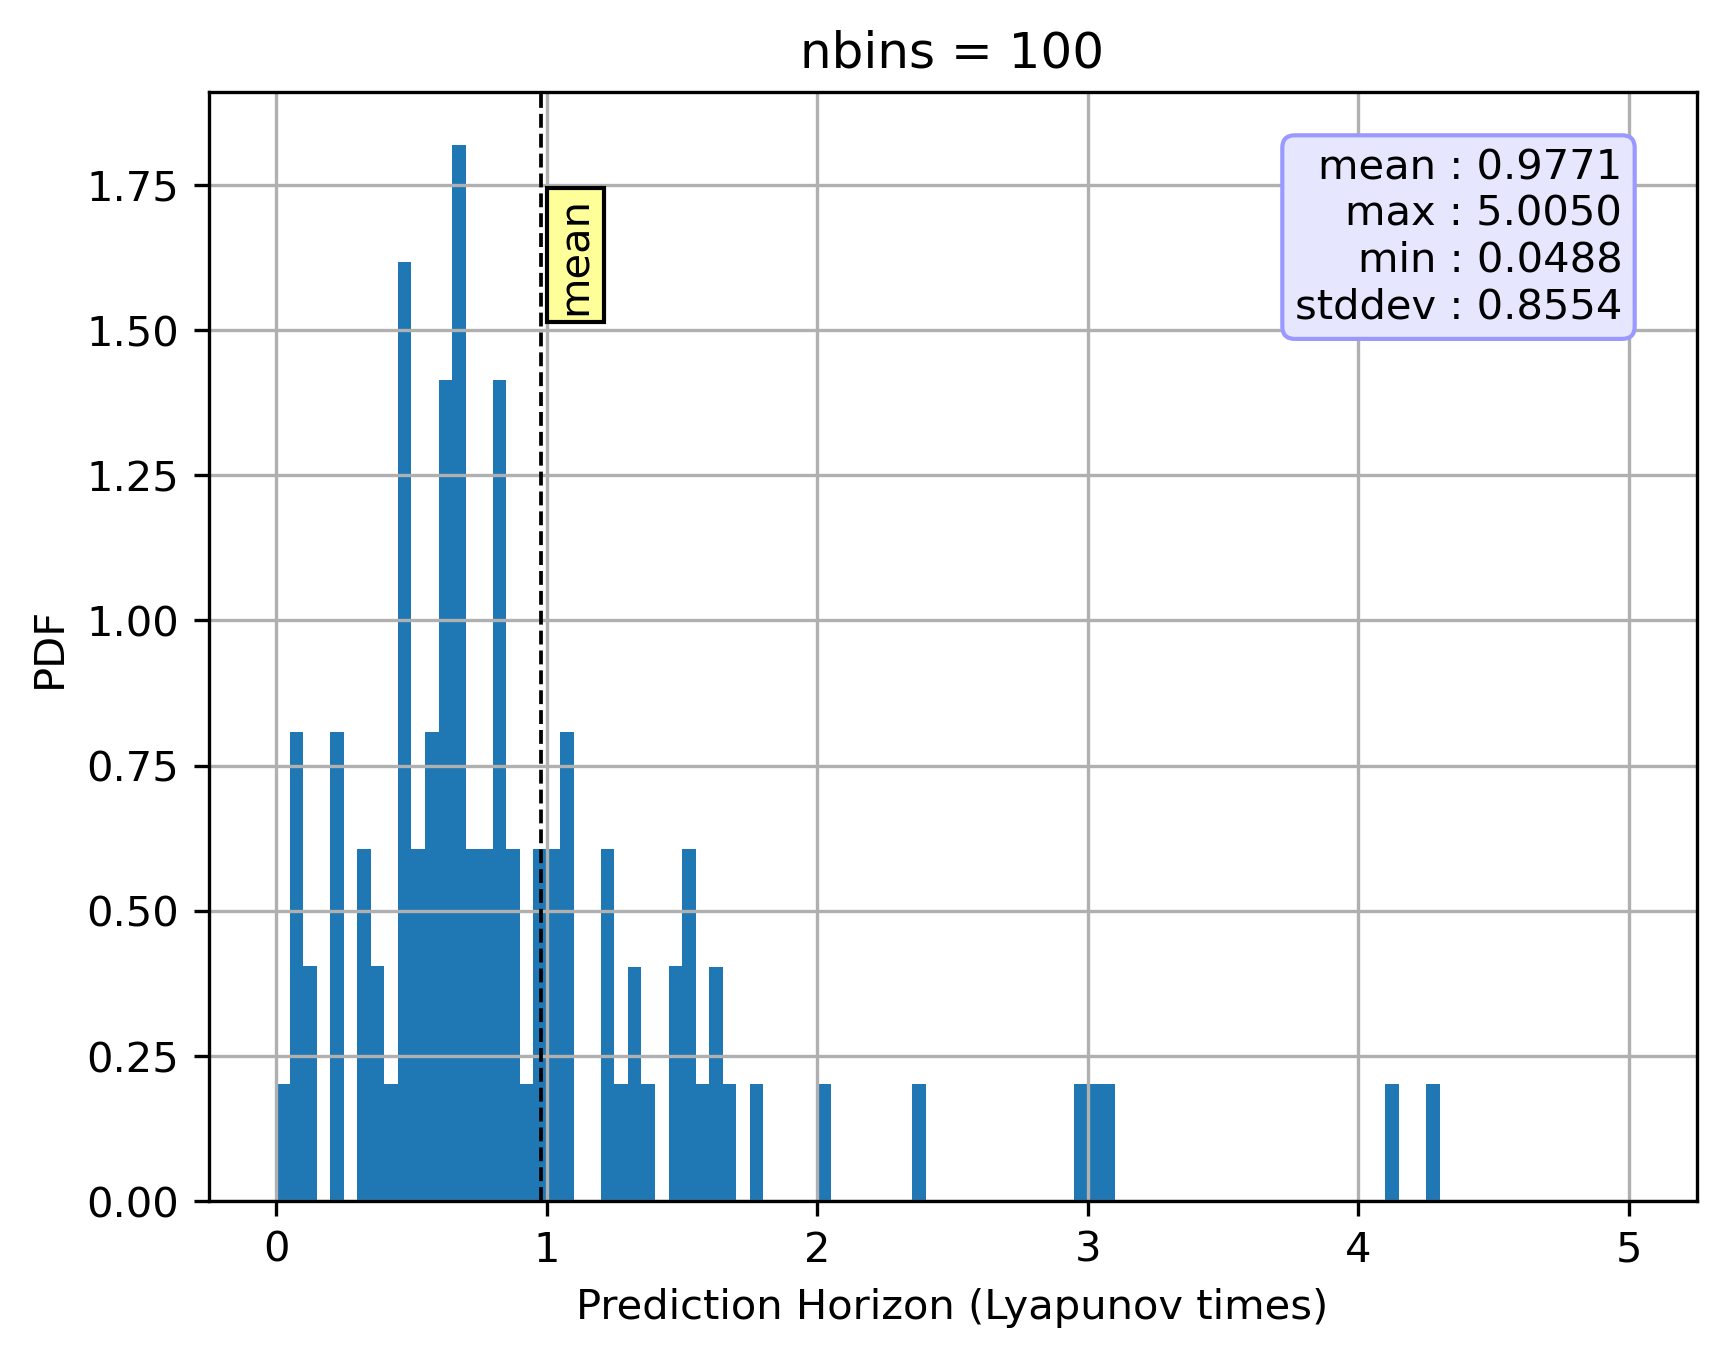 nbins = 100
mean : 0.9771
max : 5.0050
min : 0.0488
stddev : 0.8554
mean
PDF
1.75
1.50
1.25
1.00
0.75
0.50
0.25
0.00
0 1 2 3 4 5
Prediction Horizon (Lyapunov times)